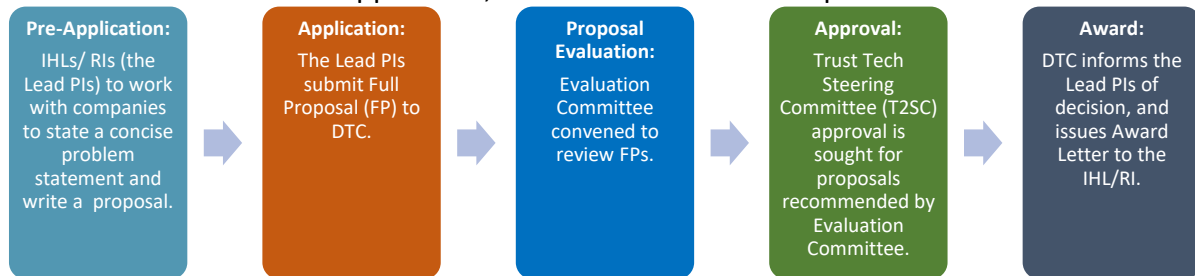 Pre-Application:
IHLs/ RIs (the
Lead PIs) to work
with companies
to state a concise
problem
statement and
write a  proposal.
Application:
The Lead PIs
submit Full
Proposal (FP) to
DTC.
Proposal
Evaluation:
Evaluation
Committee
convened to
review FPs.
Approval:
Trust Tech
Steering
Committee (T2SC)
approval is
sought for
proposals
recommended by
Evaluation
Committee.
Award:
DTC informs the
Lead PIs of
decision, and
issues Award
Letter to the
IHL/RI.